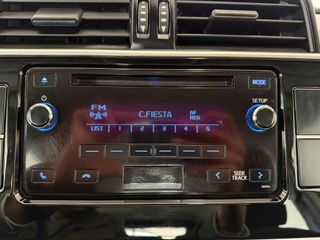 MODE
SETUP
FM
C.FIESTA
AF
REG
LIST 1 2 3 4 5
SEEK
TRACK